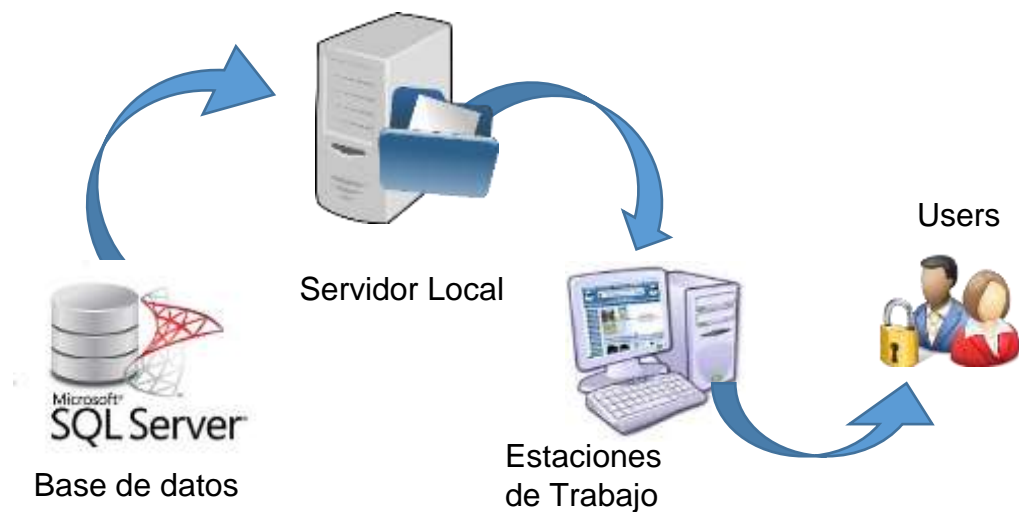 Users
Servidor Local
Microsoft®
SQL Server
Base de datos
Estaciones
de Trabajo